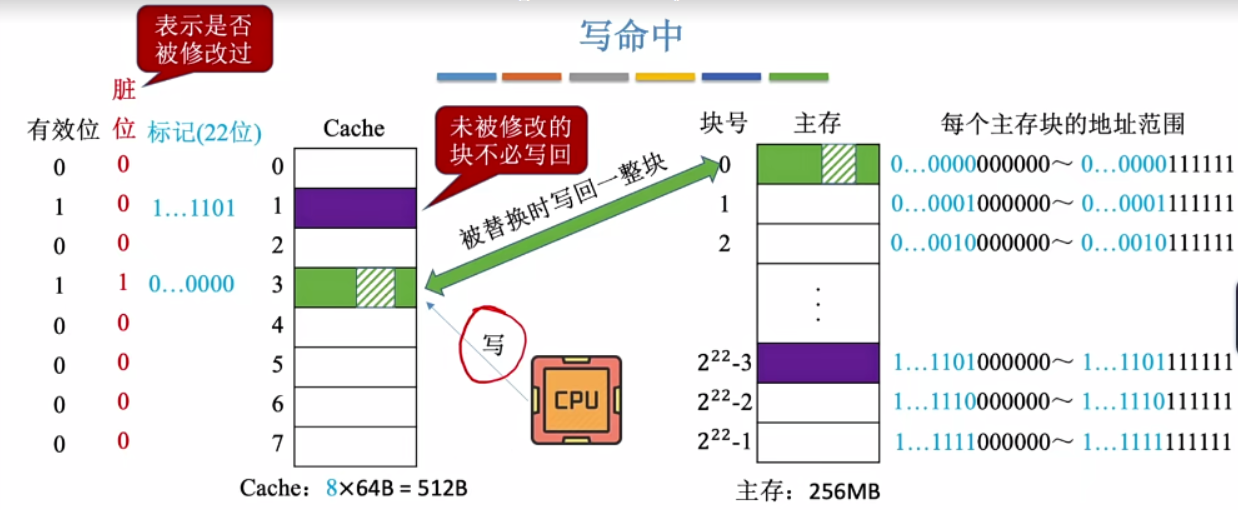 写命中
表示是否
被修改过
脏
有效位 位 标记(22位) Cache
未被修改的
块不必写回
块号 主存 每个主存块的地址范围
0 0 0 0 0…0000000000～ 0…0000111111
1 0 1…1101 1 1 0…0001000000～ 0…0001111111
0 0 2 2 0…0010000000～ 0…0010111111
被替换时写回一整块
1 1 0…0000 3 ⋮
0 0 4
写
0 0 5 2²²-3 1…1101000000～ 1…1101111111
CPU
0 0 6 2²²-2 1…1110000000～ 1…1110111111
0 0 7 2²²-1 1…1111000000～ 1…1111111111
Cache：8×64B = 512B 主存：256MB